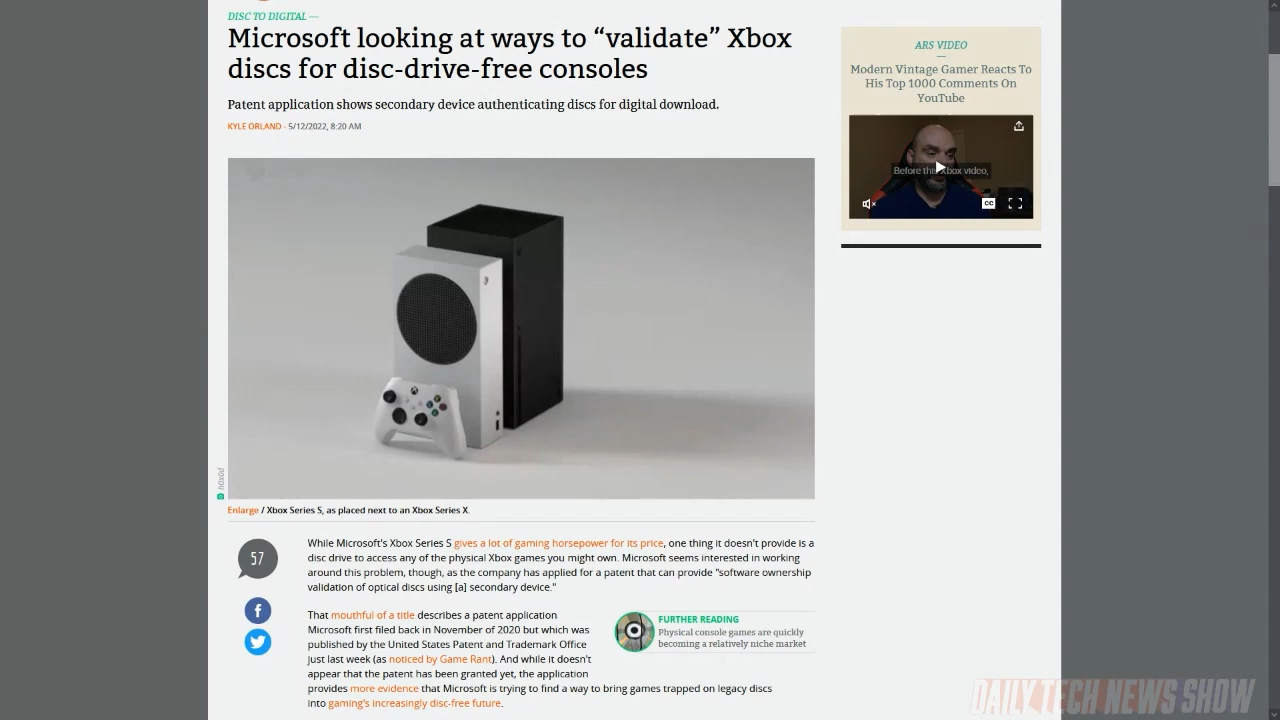 DISC TO DIGITAL —
Microsoft looking at ways to “validate” Xbox
discs for disc-drive-free consoles
Patent application shows secondary device authenticating discs for digital download.
KYLE ORLAND - 5/12/2022, 8:20 AM
h0x0d
Enlarge / Xbox Series S, as placed next to an Xbox Series X.
57
While Microsoft's Xbox Series S gives a lot of gaming horsepower for its price, one thing it doesn't provide is a
disc drive to access any of the physical Xbox games you might own. Microsoft seems interested in working
around this problem, though, as the company has applied for a patent that can provide "software ownership
validation of optical discs using [a] secondary device."
That mouthful of a title describes a patent application
Microsoft first filed back in November of 2020 but which was
published by the United States Patent and Trademark Office
just last week (as noticed by Game Rant). And while it doesn't
appear that the patent has been granted yet, the application
provides more evidence that Microsoft is trying to find a way to bring games trapped on legacy discs
into gaming's increasingly disc-free future.
FURTHER READING
Physical console games are quickly
becoming a relatively niche market
ARS VIDEO
Modern Vintage Gamer Reacts To
His Top 1000 Comments On
YouTube
Before this Xbox video,
CC
DAILY TECH NEWS SHOW